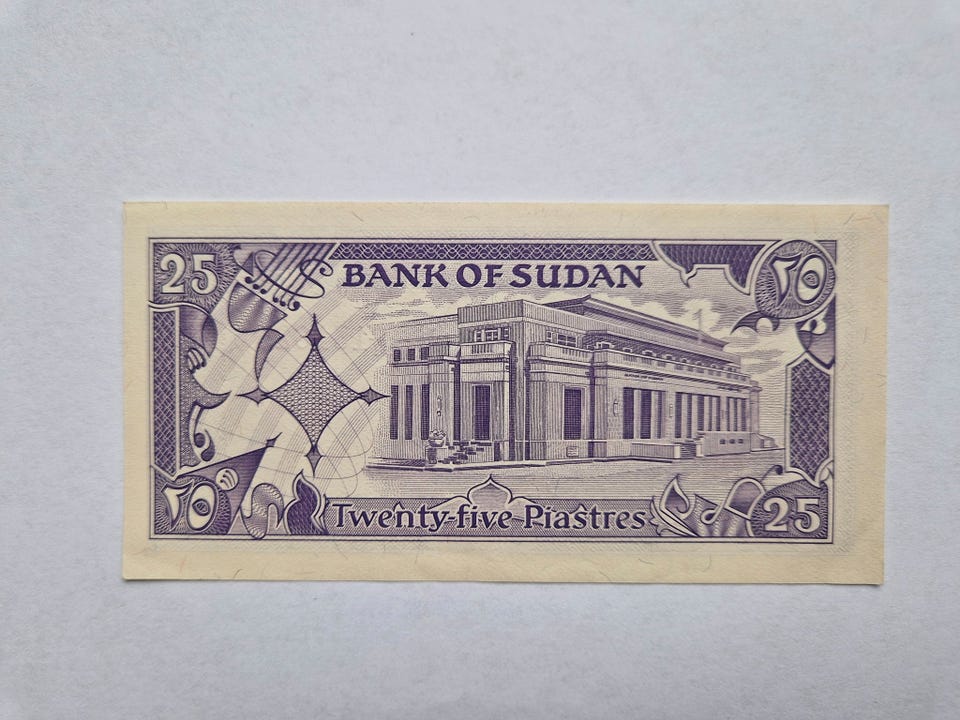 25 BANK OF SUDAN ٢٥
٢٥ Twenty-five Piastres 25